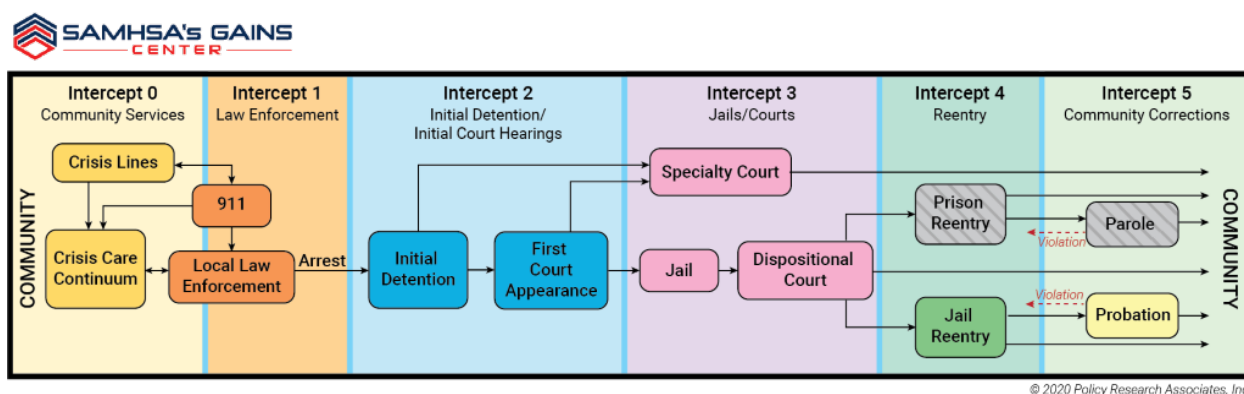 SAMHSA's GAINS
CENTER
Intercept 0
Community Services
Intercept 1
Law Enforcement
Intercept 2
Initial Detention/
Initial Court Hearings
Intercept 3
Jails/Courts
Intercept 4
Reentry
Intercept 5
Community Corrections
COMMUNITY
Crisis Lines
911
Crisis Care
Continuum
Local Law
Enforcement
Arrest
Initial
Detention
First
Court
Appearance
Specialty Court
Jail
Dispositional
Court
Prison
Reentry
Violation
Parole
Jail
Reentry
Violation
Probation
COMMUNITY
© 2020 Policy Research Associates, Inc